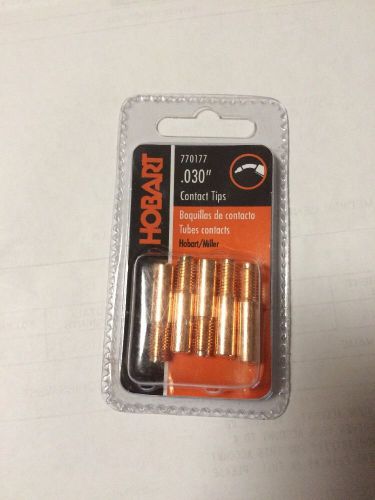 HOBART
770177
.030"
Contact Tips
Boquillas de contacto
Tubes contacts
Hobart/Miller